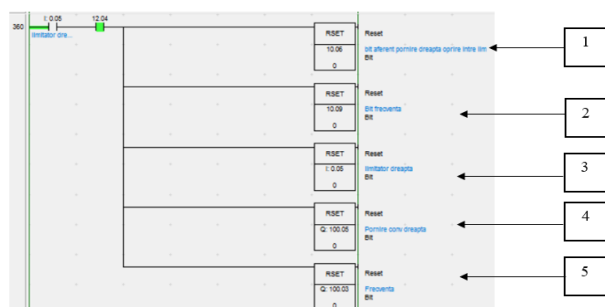 360
I: 0.05 12.04
limitator dre...
RSET Reset
10.06 bit aferent pornire dreapta oprire intre lim
Bit
0
1
RSET Reset
10.09 Bit frecventa
Bit
0
2
RSET Reset
I: 0.05 limitator dreapta
Bit
0
3
RSET Reset
Q: 100.05 Pornire conv dreapta
Bit
0
4
RSET Reset
Q: 100.03 Frecventa
Bit
0
5